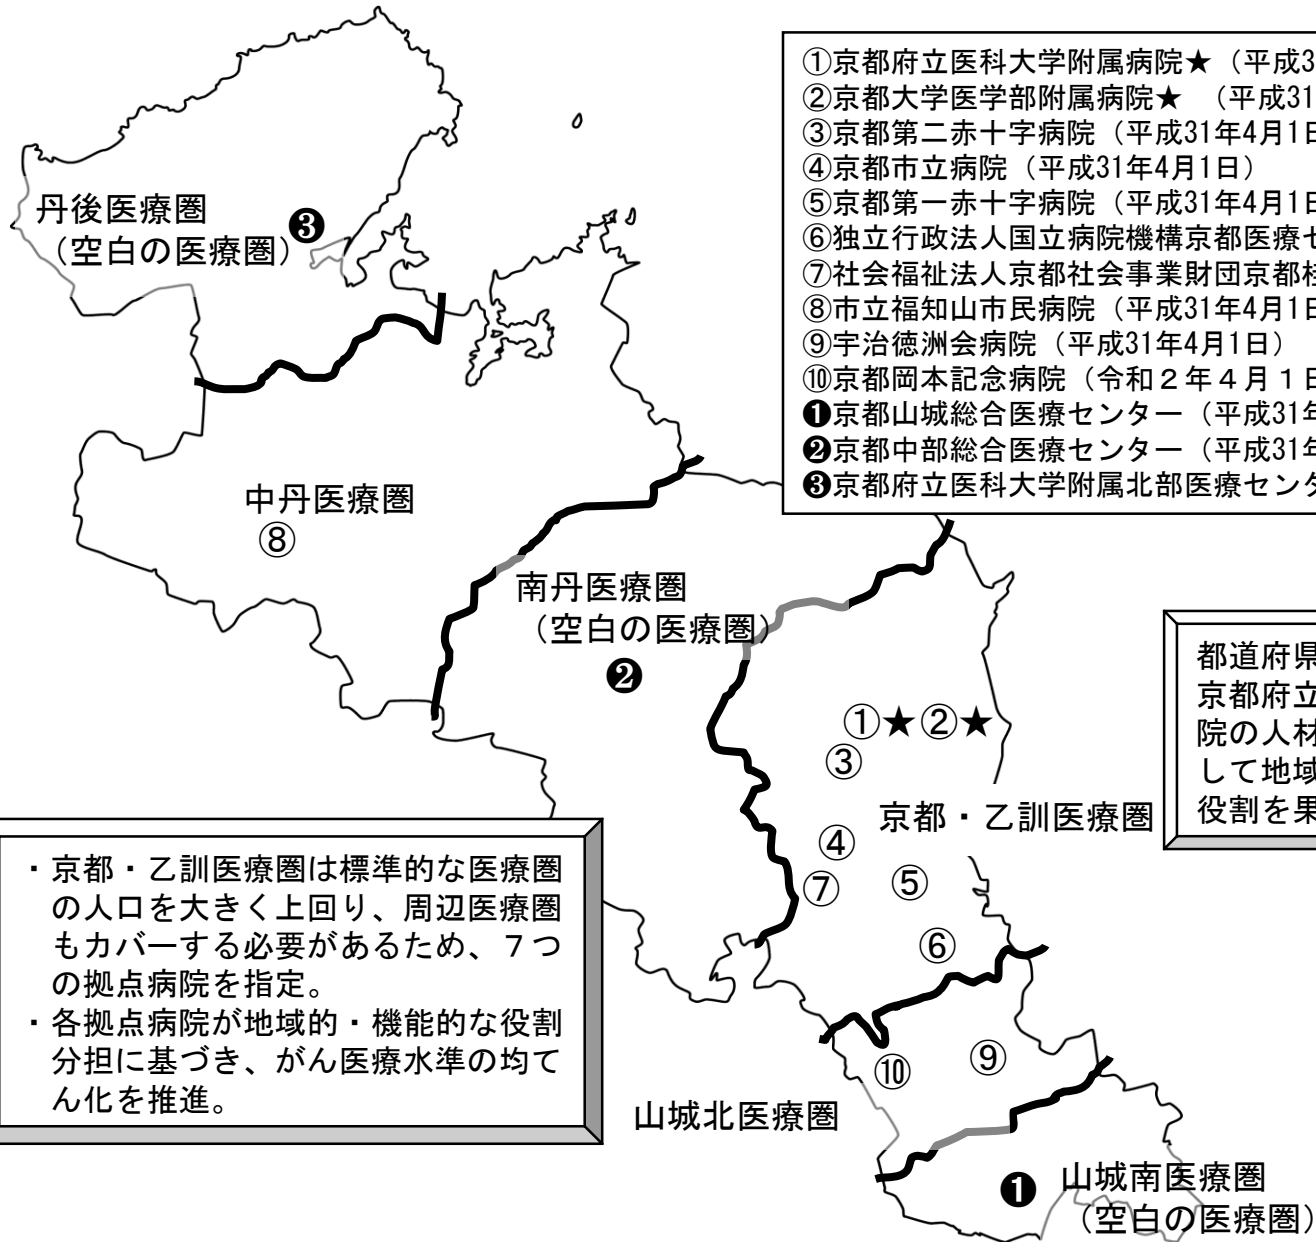 ①京都府立医科大学附属病院★（平成3
②京都大学医学部附属病院★　（平成31
③京都第二赤十字病院（平成31年4月1日
④京都市立病院（平成31年4月1日）
⑤京都第一赤十字病院（平成31年4月1日
⑥独立行政法人国立病院機構京都医療セ
⑦社会福祉法人京都社会事業財団京都桂
⑧市立福知山市民病院（平成31年4月1日
⑨宇治徳洲会病院（平成31年4月1日）
⑩京都岡本記念病院（令和２年４月１日
❶京都山城総合医療センター（平成31年
❷京都中部総合医療センター（平成31年
❸京都府立医科大学附属北部医療センタ
丹後医療圏
（空白の医療圏）
❸
中丹医療圏
⑧
南丹医療圏
（空白の医療圏）
❷
都道府県
京都府立
院の人材
して地域
役割を果
①★②★
③
京都・乙訓医療圏
④
⑦
⑤
⑥
・京都・乙訓医療圏は標準的な医療圏
の人口を大きく上回り、周辺医療圏
もカバーする必要があるため、７つ
の拠点病院を指定。
・各拠点病院が地域的・機能的な役割
分担に基づき、がん医療水準の均て
ん化を推進。
⑩
⑨
山城北医療圏
❶
山城南医療圏
（空白の医療圏）